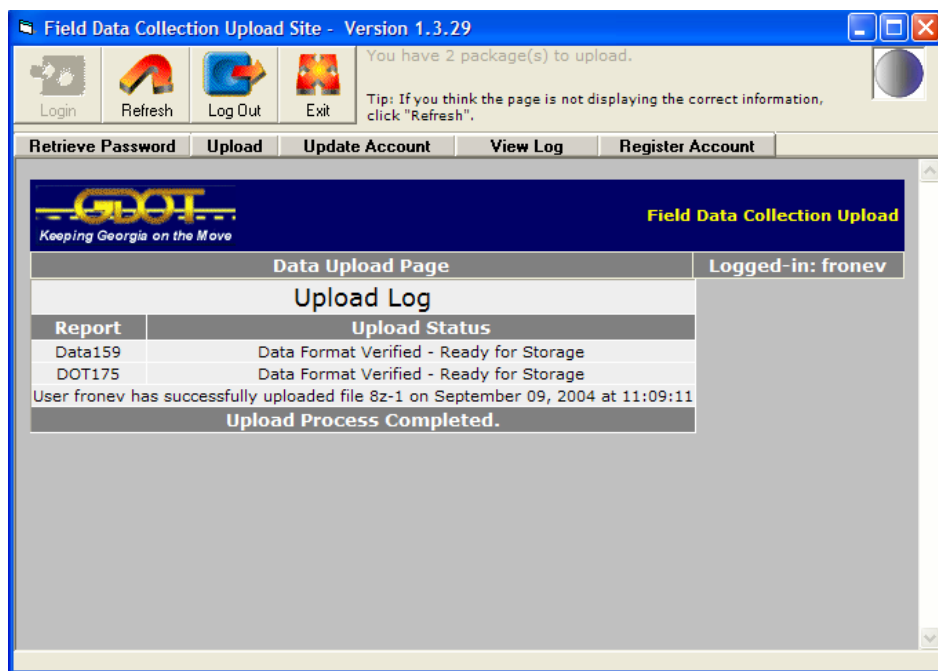 Field Data Collection Upload Site - Version 1.3.29
You have 2 package(s) to upload.
Tip: If you think the page is not displaying the correct information,
click "Refresh".
Login Refresh Log Out Exit
Retrieve Password Upload Update Account View Log Register Account
GDOT
Keeping Georgia on the Move
Field Data Collection Upload
Data Upload Page Logged-in: fronev
Upload Log
Report Upload Status
Data159 Data Format Verified - Ready for Storage
DOT175 Data Format Verified - Ready for Storage
User fronev has successfully uploaded file 8z-1 on September 09, 2004 at 11:09:11
Upload Process Completed.